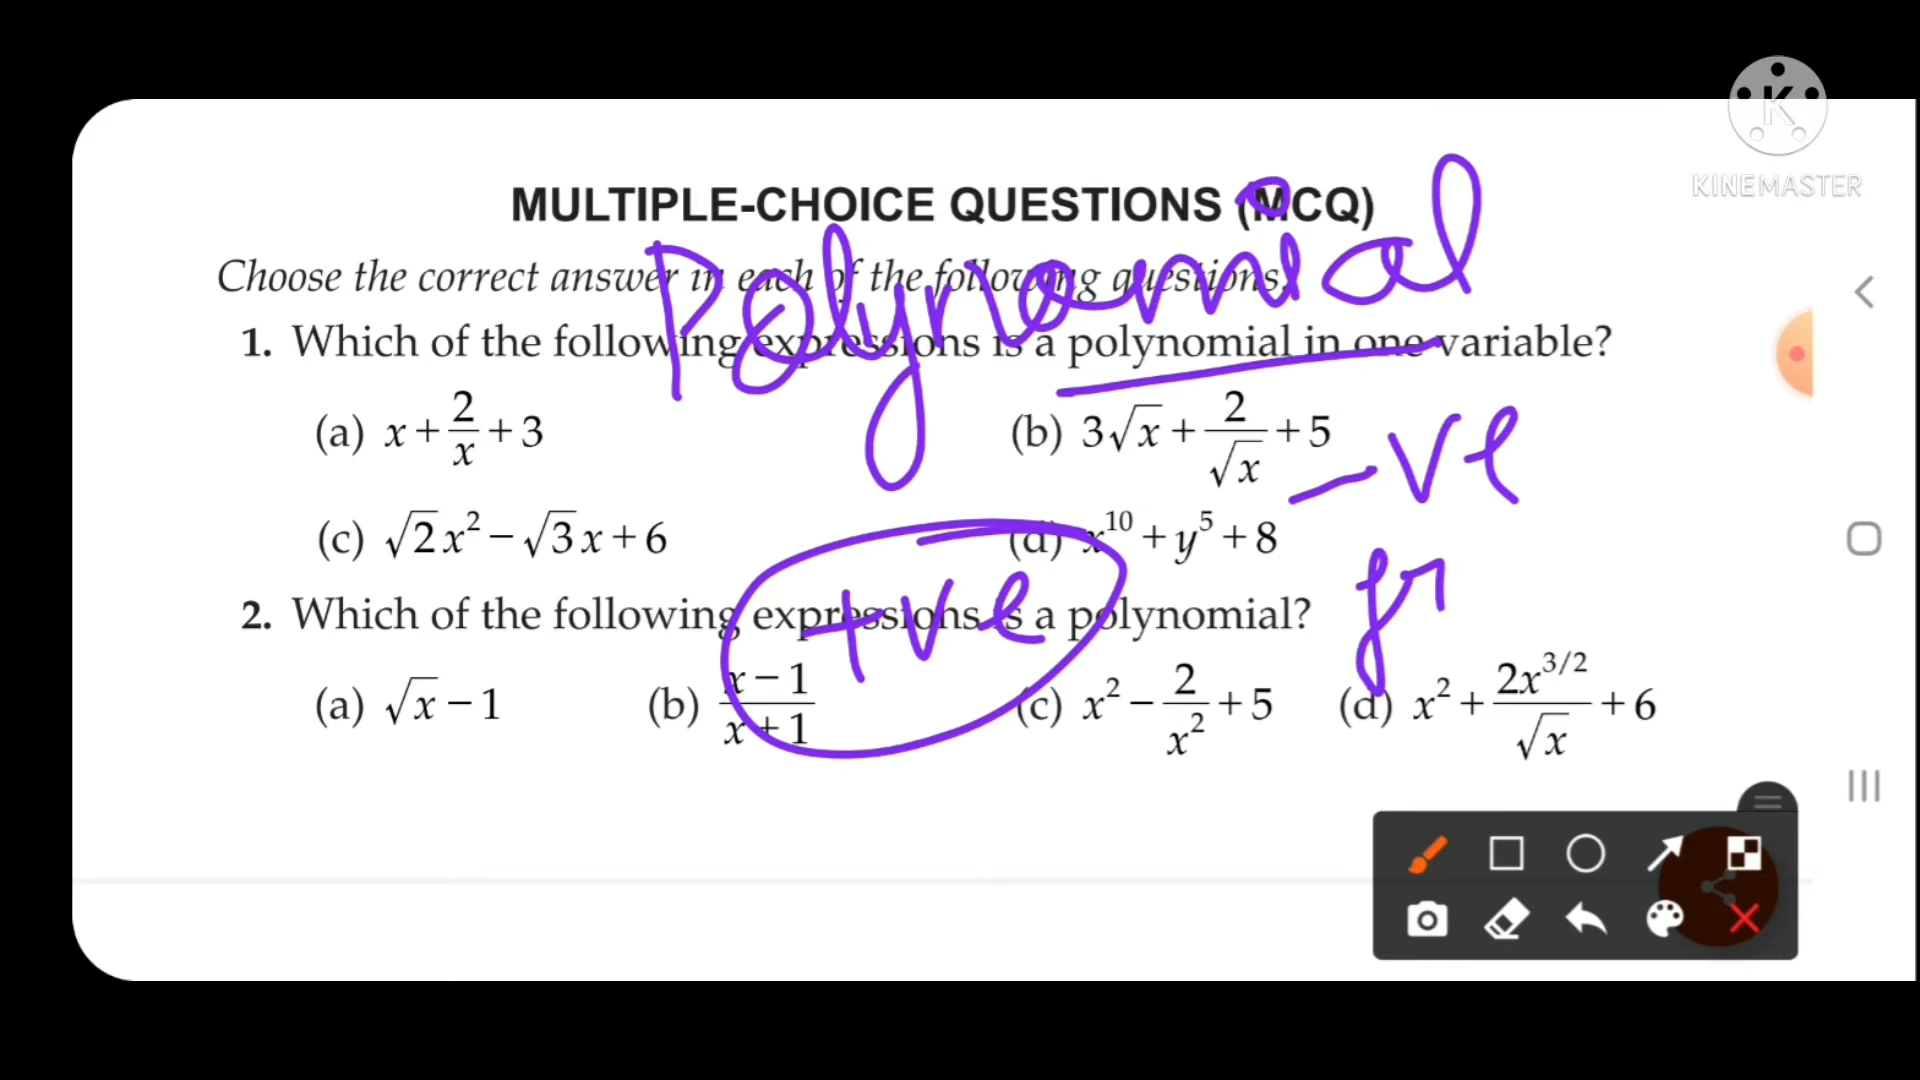 KINEMASTER
MULTIPLE-CHOICE QUESTIONS (MCQ)
Polynomial
Choose the correct answer in each of the following questions.
1. Which of the following expressions is a polynomial in one variable?
(a) x + 2/x + 3 (b) 3√x + 2/√x + 5
-ve
(c) √2x² − √3x + 6 (d) x¹⁰ + y⁵ + 8
+ve fr
2. Which of the following expressions is a polynomial?
(a) √x − 1 (b) (x − 1)/(x + 1) (c) x² − 2/x² + 5 (d) x² + 2x^(3/2)/√x + 6